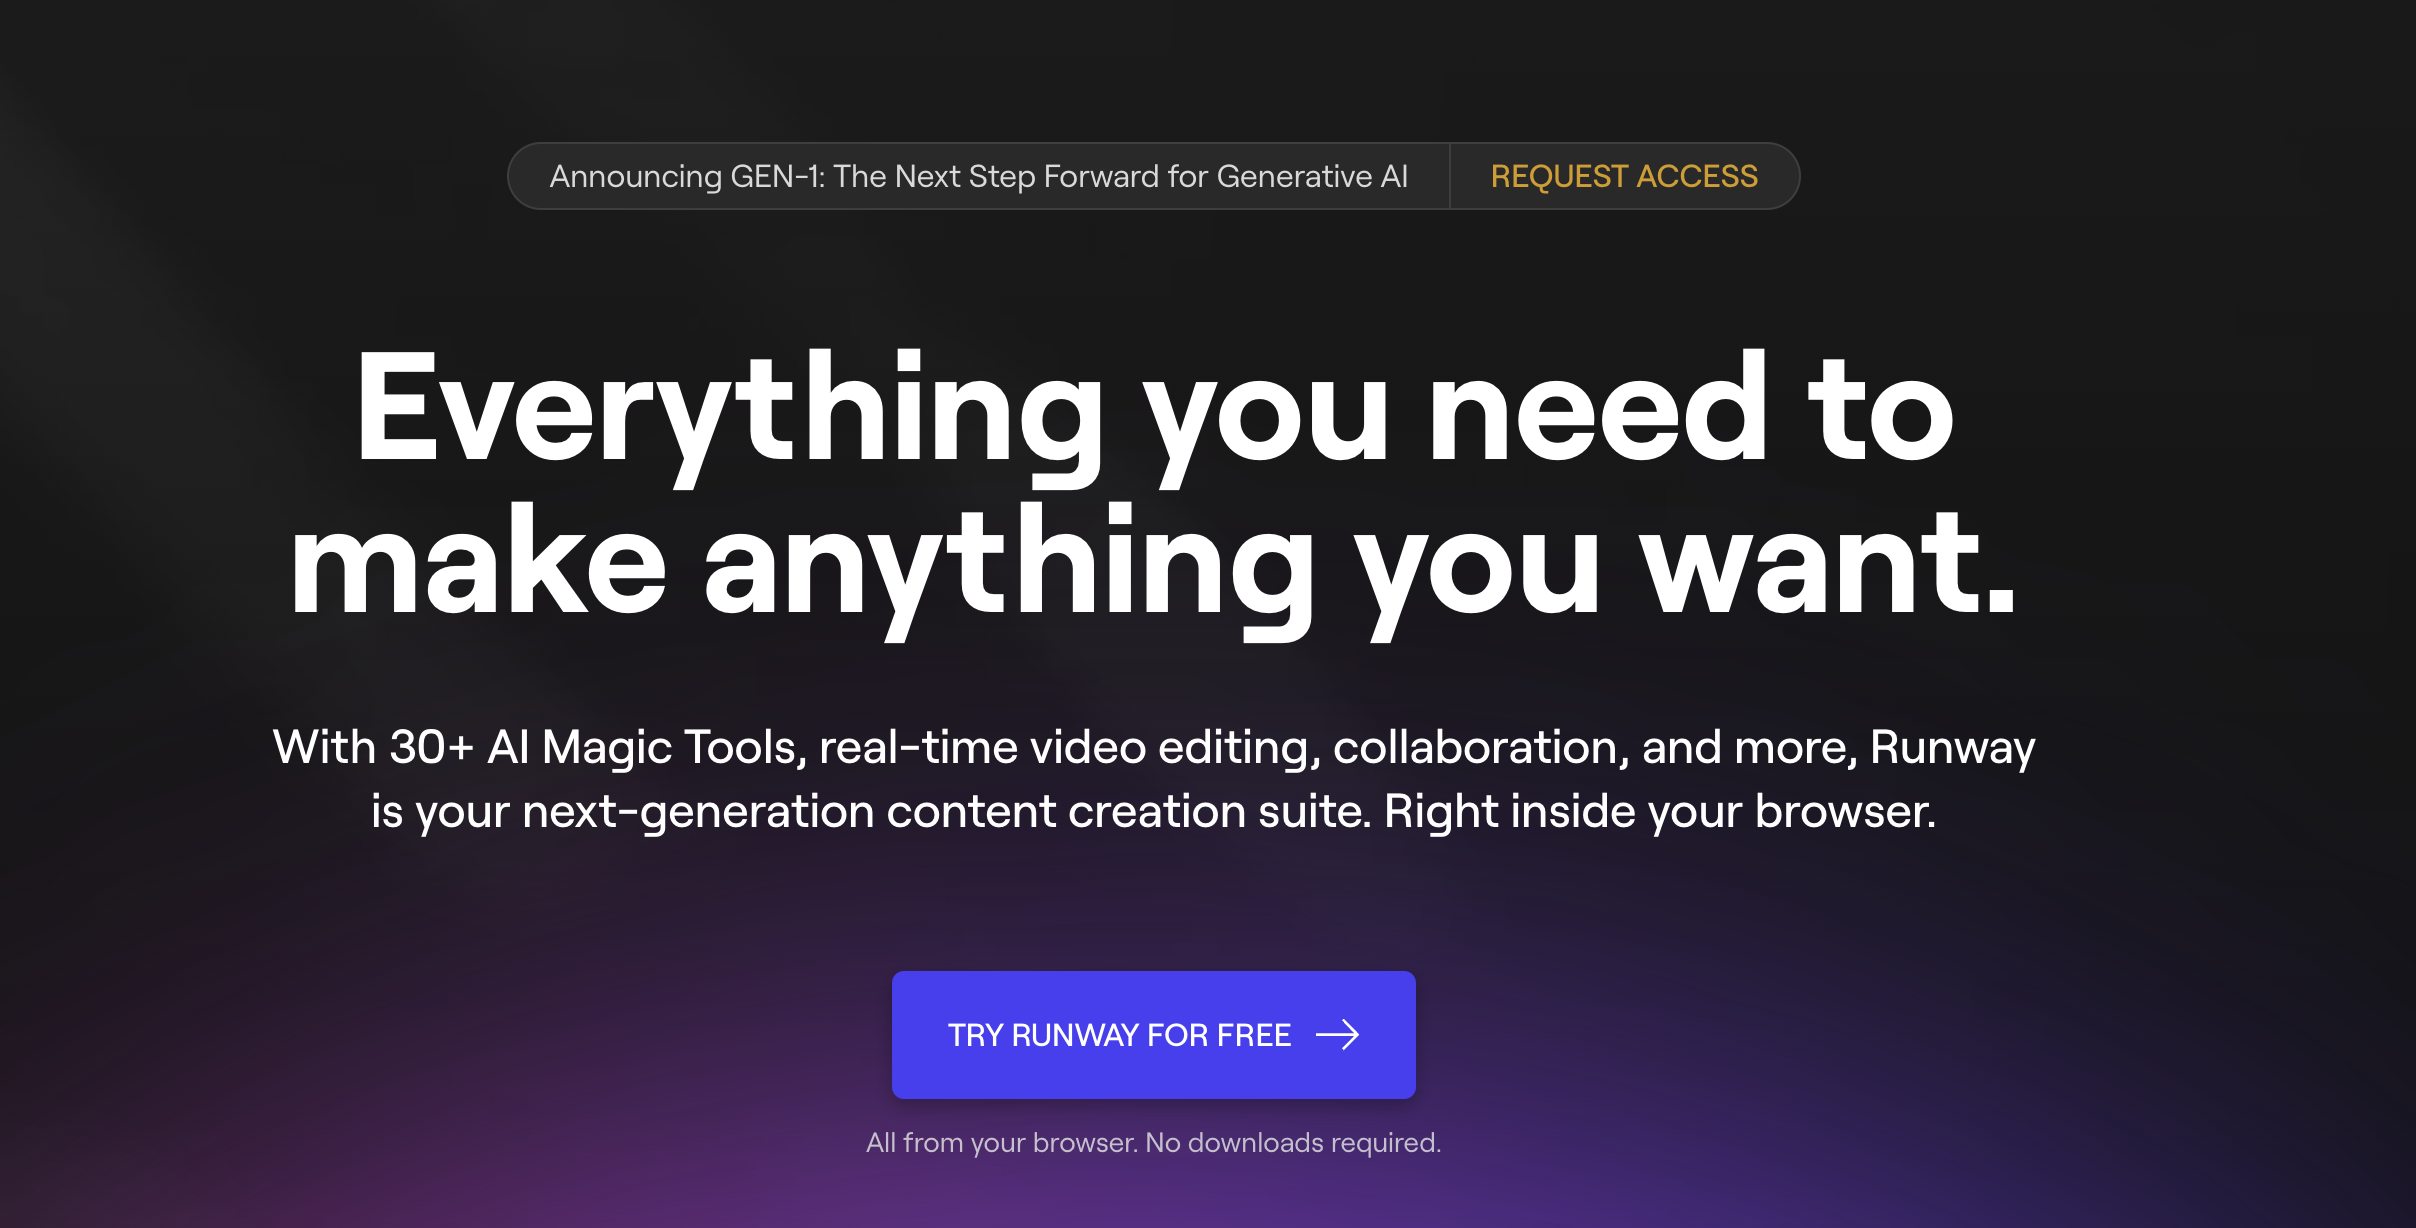 Announcing GEN-1: The Next Step Forward for Generative AI
REQUEST ACCESS
Everything you need to
make anything you want.
With 30+ AI Magic Tools, real-time video editing, collaboration, and more, Runway
is your next-generation content creation suite. Right inside your browser.
TRY RUNWAY FOR FREE
All from your browser. No downloads required.